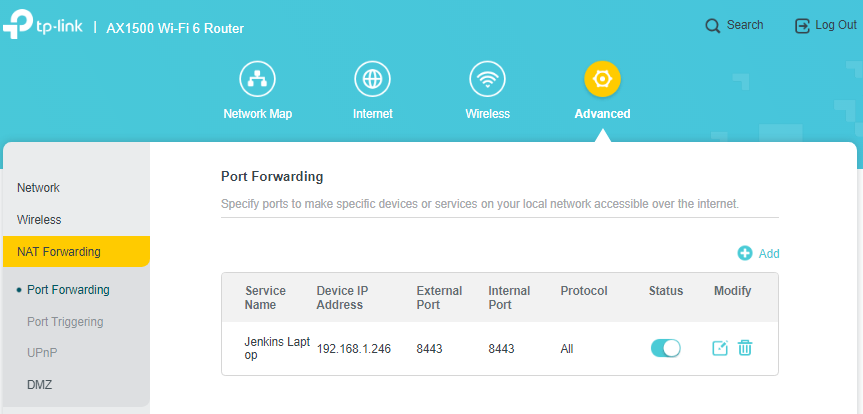 tp-link | AX1500 Wi-Fi 6 Router
Search
Log Out
Network Map
Internet
Wireless
Advanced
Network
Wireless
NAT Forwarding
Port Forwarding
Port Triggering
UPnP
DMZ
Port Forwarding
Specify ports to make specific devices or services on your local network accessible over the internet.
Add
Service Name
Device IP Address
External Port
Internal Port
Protocol
Status
Modify
Jenkins Lapt
op
192.168.1.246
8443
8443
All